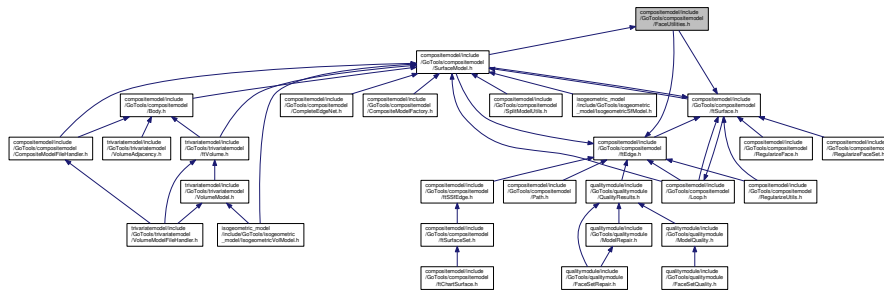 compositemodel/include
/GoTools/compositemodel
/FaceUtilities.h
compositemodel/include
/GoTools/compositemodel
/SurfaceModel.h
compositemodel/include
/GoTools/compositemodel
/Body.h
compositemodel/include
/GoTools/compositemodel
/CompleteEdgeNet.h
compositemodel/include
/GoTools/compositemodel
/CompositeModelFactory.h
compositemodel/include
/GoTools/compositemodel
/SplitModelUtils.h
isogeometric_model
/include/GoTools/isogeometric
_model/IsogeometricSfModel.h
compositemodel/include
/GoTools/compositemodel
/ftSurface.h
compositemodel/include
/GoTools/compositemodel
/CompositeModelFileHandler.h
trivariatemodel/include
/GoTools/trivariatemodel
/VolumeAdjacency.h
trivariatemodel/include
/GoTools/trivariatemodel
/ftVolume.h
compositemodel/include
/GoTools/compositemodel
/ftEdge.h
compositemodel/include
/GoTools/compositemodel
/RegularizeFace.h
compositemodel/include
/GoTools/compositemodel
/RegularizeFaceSet.h
trivariatemodel/include
/GoTools/trivariatemodel
/VolumeModel.h
compositemodel/include
/GoTools/compositemodel
/ftSSfEdge.h
compositemodel/include
/GoTools/compositemodel
/Path.h
qualitymodule/include
/GoTools/qualitymodule
/QualityResults.h
compositemodel/include
/GoTools/compositemodel
/Loop.h
compositemodel/include
/GoTools/compositemodel
/RegularizeUtils.h
trivariatemodel/include
/GoTools/trivariatemodel
/VolumeModelFileHandler.h
isogeometric_model
/include/GoTools/isogeometric
_model/IsogeometricVolModel.h
compositemodel/include
/GoTools/compositemodel
/ftSurfaceSet.h
qualitymodule/include
/GoTools/qualitymodule
/ModelRepair.h
qualitymodule/include
/GoTools/qualitymodule
/ModelQuality.h
compositemodel/include
/GoTools/compositemodel
/ftChartSurface.h
qualitymodule/include
/GoTools/qualitymodule
/FaceSetRepair.h
qualitymodule/include
/GoTools/qualitymodule
/FaceSetQuality.h